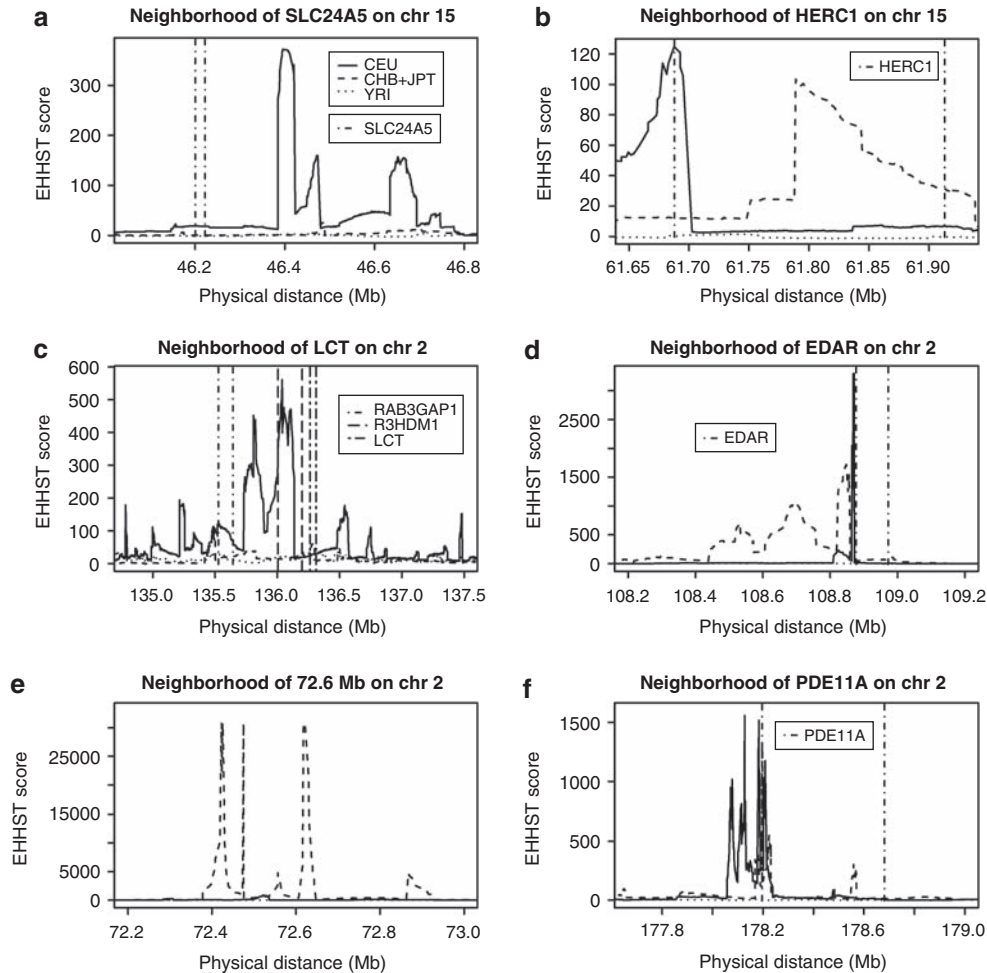 a Neighborhood of SLC24A5 on chr 15
EHHST score
300
200
100
0
CEU
CHB+JPT
YRI
SLC24A5
46.2 46.4 46.6 46.8
Physical distance (Mb)
b Neighborhood of HERC1 on chr 15
EHHST score
120
100
80
60
40
20
0
HERC1
61.65 61.70 61.75 61.80 61.85 61.90
Physical distance (Mb)
c Neighborhood of LCT on chr 2
EHHST score
600
500
400
300
200
100
0
RAB3GAP1
R3HDM1
LCT
135.0 135.5 136.0 136.5 137.0 137.5
Physical distance (Mb)
d Neighborhood of EDAR on chr 2
EHHST score
2500
1500
500
0
EDAR
108.2 108.4 108.6 108.8 109.0 109.2
Physical distance (Mb)
e Neighborhood of 72.6 Mb on chr 2
EHHST score
25000
15000
5000
0
72.2 72.4 72.6 72.8 73.0
Physical distance (Mb)
f Neighborhood of PDE11A on chr 2
EHHST score
1500
1000
500
0
PDE11A
177.8 178.2 178.6 179.0
Physical distance (Mb)